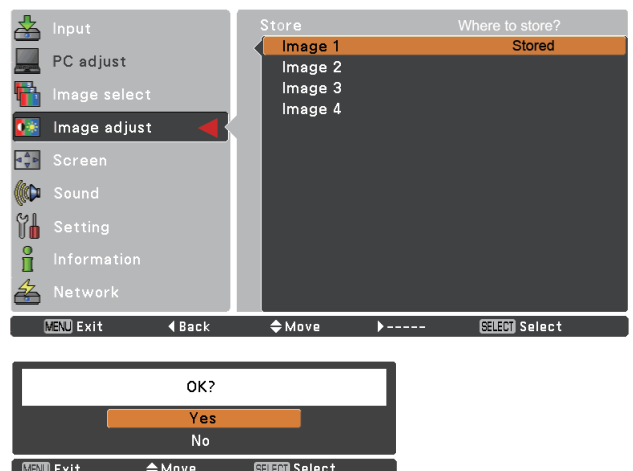 Input
PC adjust
Image select
Image adjust
Screen
Sound
Setting
Information
Network
Store Where to store?
Image 1 Stored
Image 2
Image 3
Image 4
MENU Exit Back Move ----- SELECT Select
OK?
Yes
No
MENU Exit Move SELECT Select